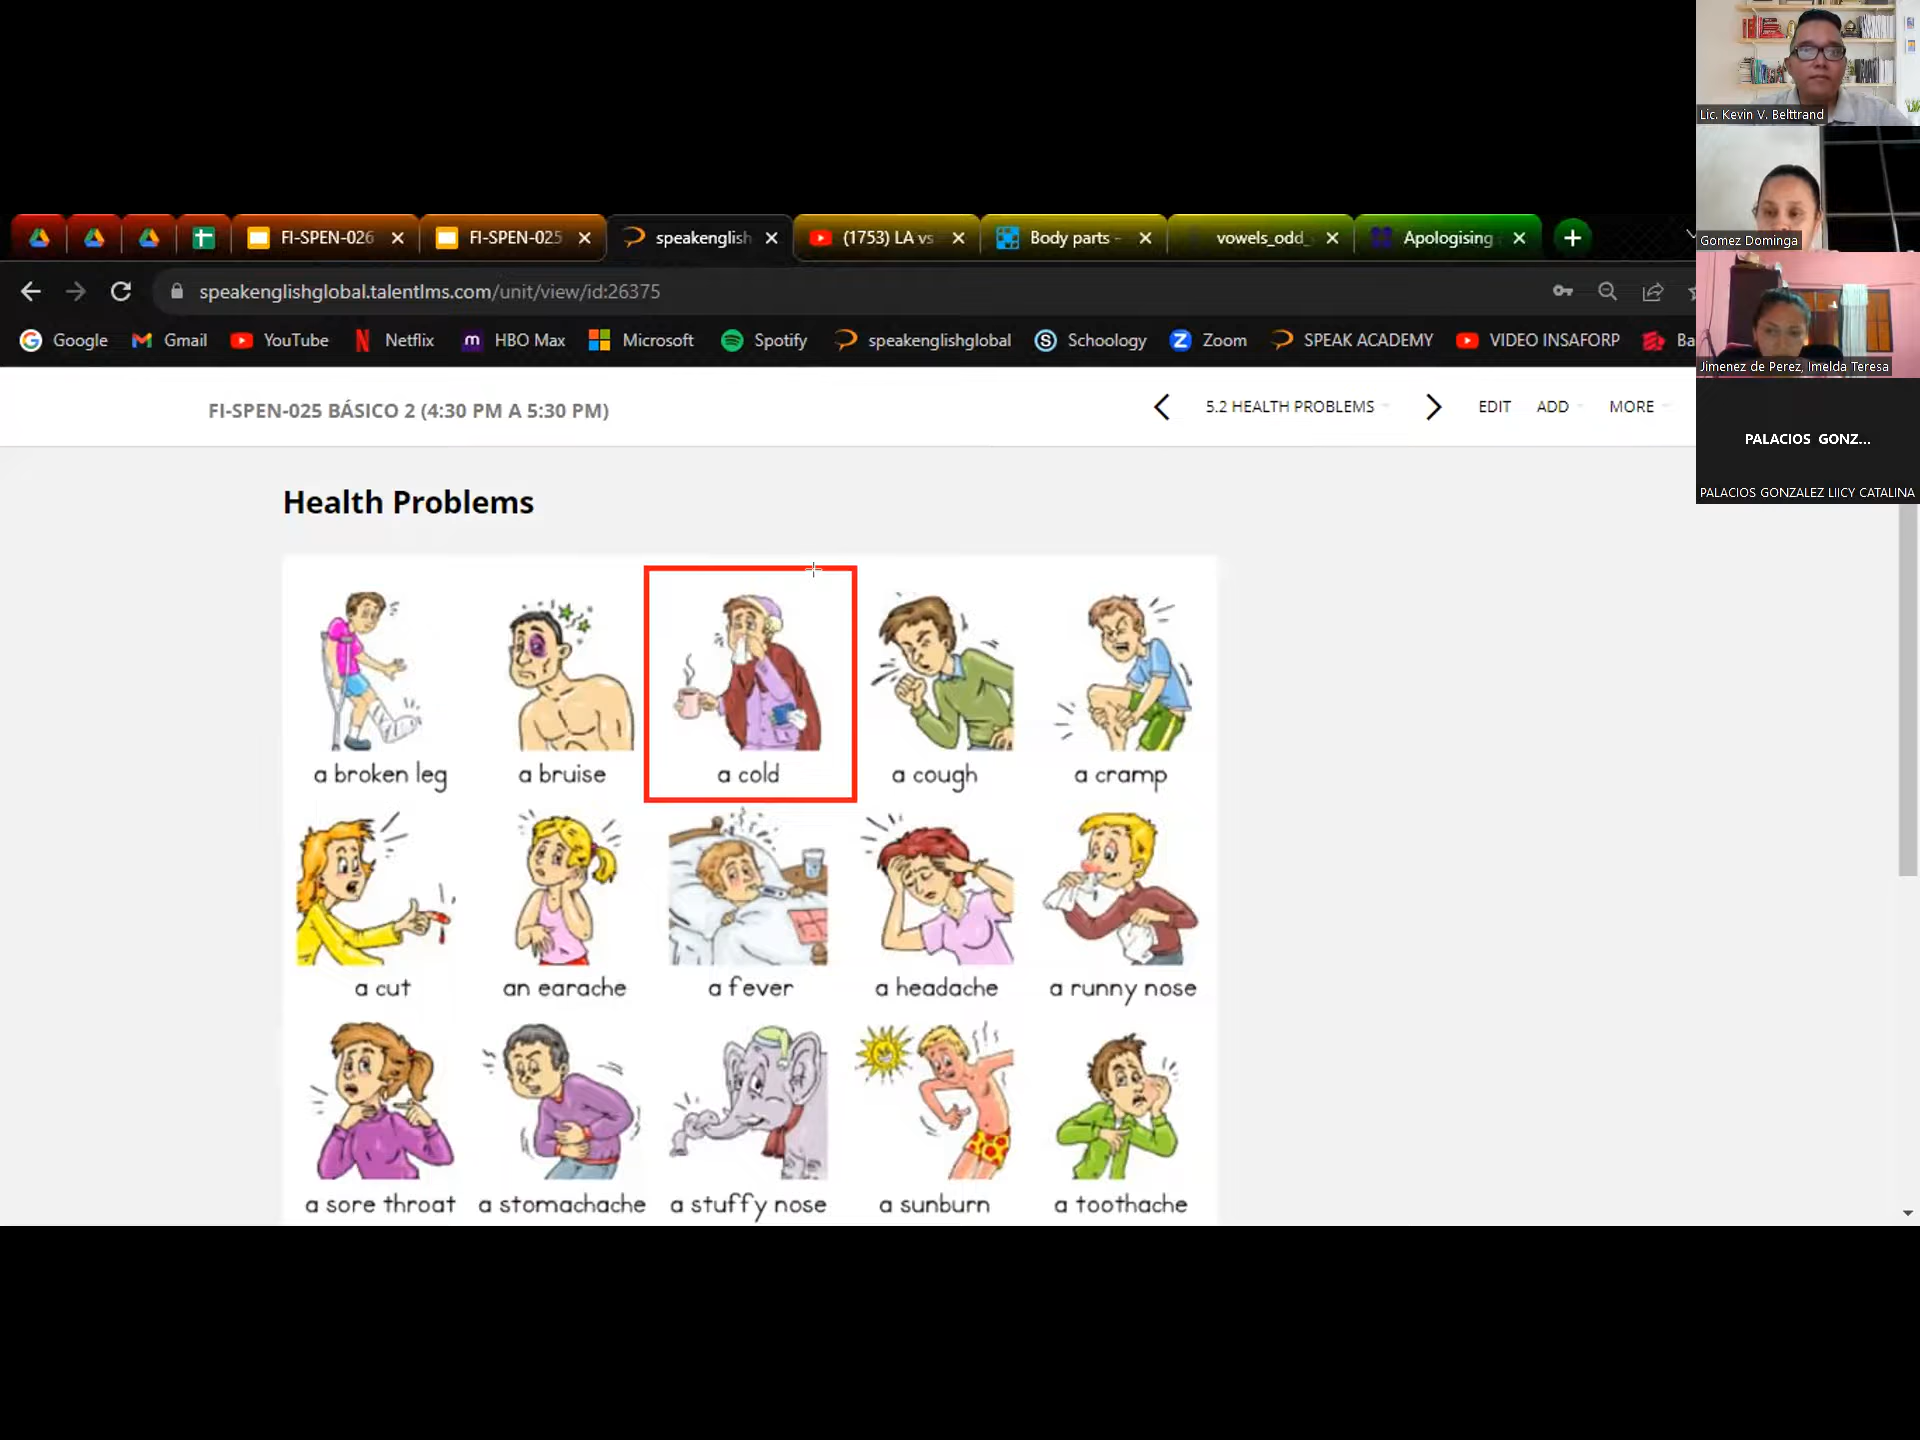 Lic. Kevin V. Belttrand
Gomez Dominga
Jimenez de Perez, Imelda Teresa
PALACIOS GONZ...
PALACIOS GONZALEZ LIICY CATALINA
FI-SPEN-026
FI-SPEN-025
speakenglish
(1753) LA vs
Body parts -
vowels_odd_
Apologising
speakenglishglobal.talentlms.com/unit/view/id:26375
Google
Gmail
YouTube
Netflix
HBO Max
Microsoft
Spotify
speakenglishglobal
Schoology
Zoom
SPEAK ACADEMY
VIDEO INSAFORP
Ba
FI-SPEN-025 BÁSICO 2 (4:30 PM A 5:30 PM)
5.2 HEALTH PROBLEMS
EDIT
ADD
MORE
Health Problems
a broken leg
a bruise
a cold
a cough
a cramp
a cut
an earache
a fever
a headache
a runny nose
a sore throat
a stomachache
a stuffy nose
a sunburn
a toothache